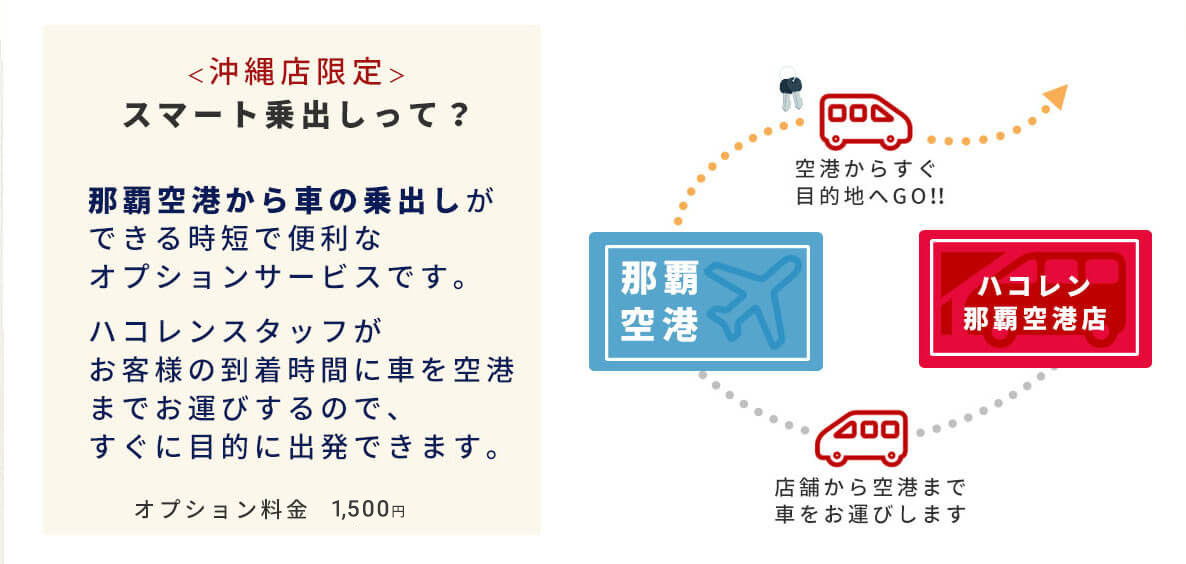 <沖縄店限定>
スマート乗出しって？
那覇空港から車の乗出しが
できる時短で便利な
オプションサービスです。
ハコレンスタッフが
お客様の到着時間に車を空港
までお運びするので、
すぐに目的に出発できます。
オプション料金 1,500円
空港からすぐ
目的地へGO!!
那覇
空港
ハコレン
那覇空港店
店舗から空港まで
車をお運びします